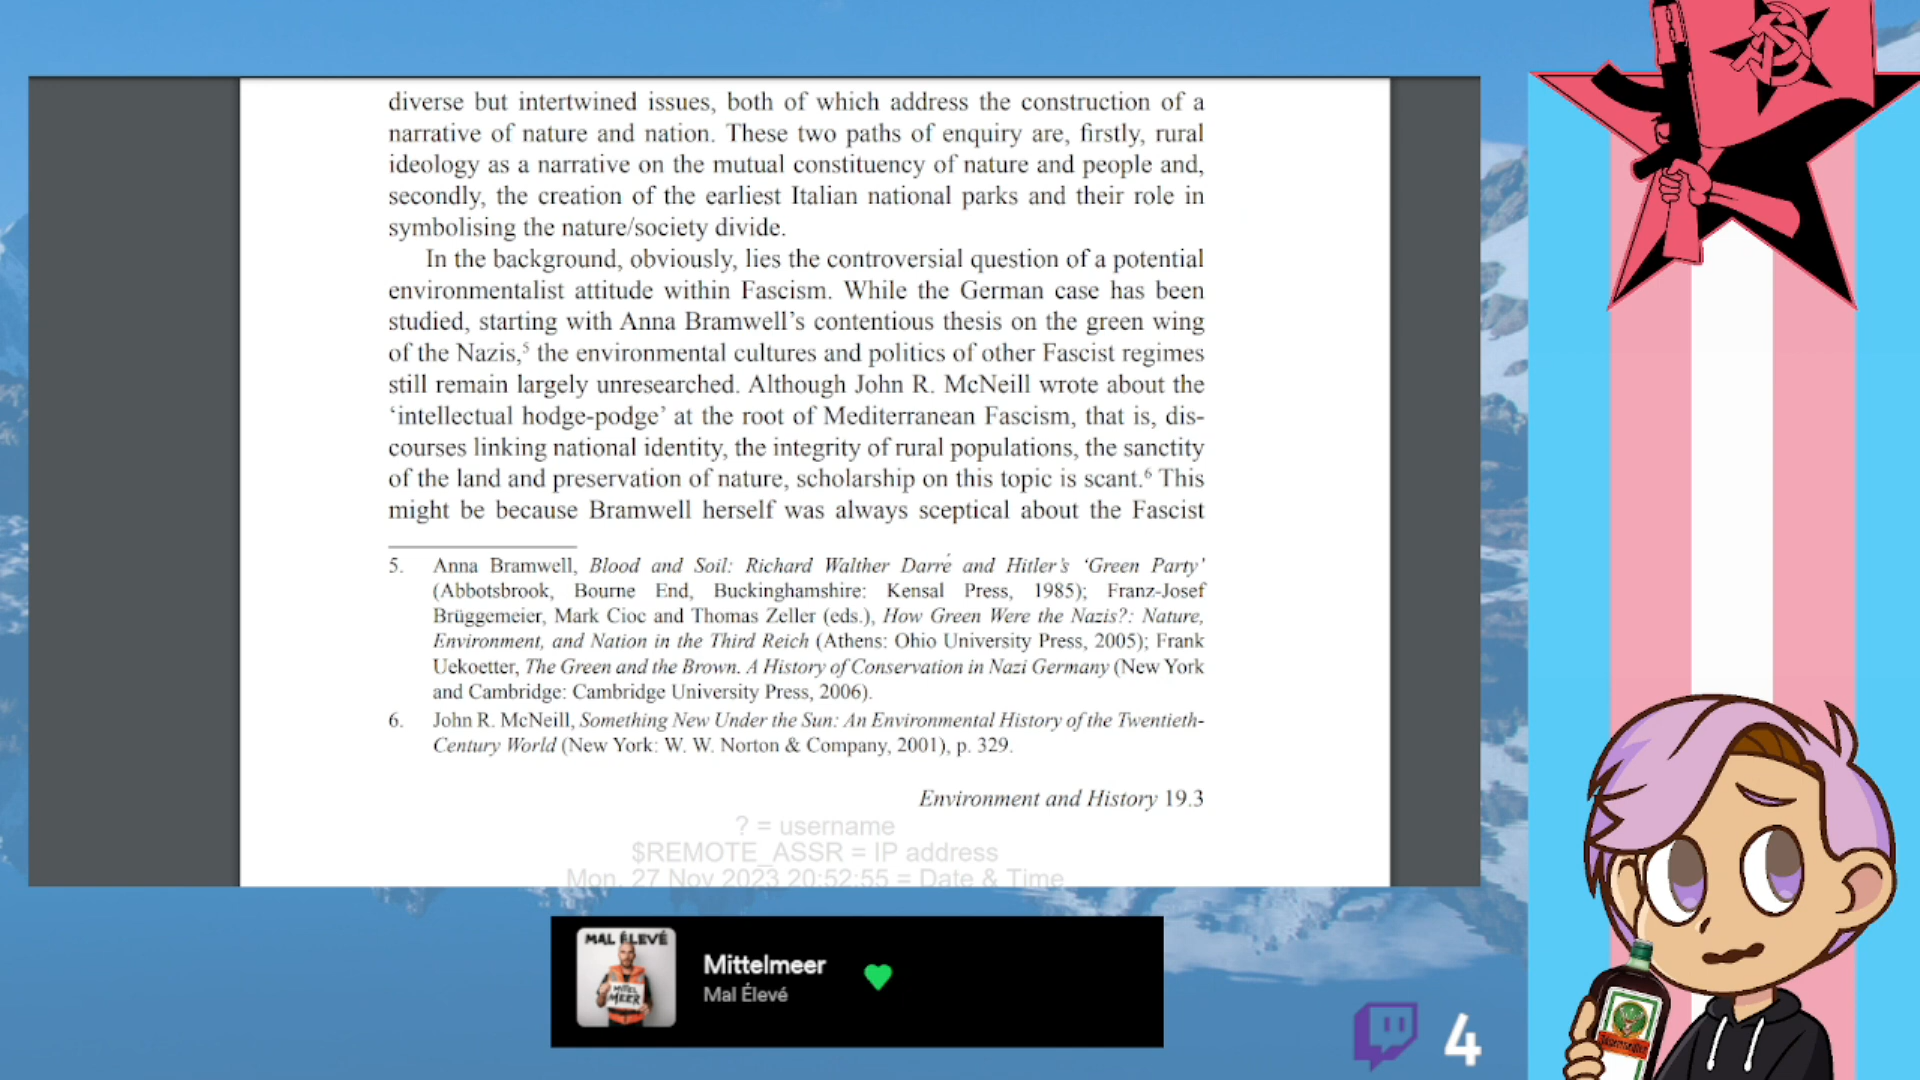 diverse but intertwined issues, both of which address the construction of a
narrative of nature and nation. These two paths of enquiry are, firstly, rural
ideology as a narrative on the mutual constituency of nature and people and,
secondly, the creation of the earliest Italian national parks and their role in
symbolising the nature/society divide.
In the background, obviously, lies the controversial question of a potential
environmentalist attitude within Fascism. While the German case has been
studied, starting with Anna Bramwell’s contentious thesis on the green wing
of the Nazis,⁵ the environmental cultures and politics of other Fascist regimes
still remain largely unresearched. Although John R. McNeill wrote about the
‘intellectual hodge-podge’ at the root of Mediterranean Fascism, that is, dis-
courses linking national identity, the integrity of rural populations, the sanctity
of the land and preservation of nature, scholarship on this topic is scant.⁶ This
might be because Bramwell herself was always sceptical about the Fascist
5. Anna Bramwell, Blood and Soil: Richard Walther Darré and Hitler’s ‘Green Party’
(Abbotsbrook, Bourne End, Buckinghamshire: Kensal Press, 1985); Franz-Josef
Brüggemeier, Mark Cioc and Thomas Zeller (eds.), How Green Were the Nazis?: Nature,
Environment, and Nation in the Third Reich (Athens: Ohio University Press, 2005); Frank
Uekoetter, The Green and the Brown. A History of Conservation in Nazi Germany (New York
and Cambridge: Cambridge University Press, 2006).
6. John R. McNeill, Something New Under the Sun: An Environmental History of the Twentieth-
Century World (New York: W. W. Norton & Company, 2001), p. 329.
Environment and History 19.3
? = username
$REMOTE_ASSR = IP address
Mon, 27 Nov 2023 20:52:55 = Date & Time
MAL ÉLEVÉ
MITTEL
MEER
Mittelmeer
Mal Élevé
4